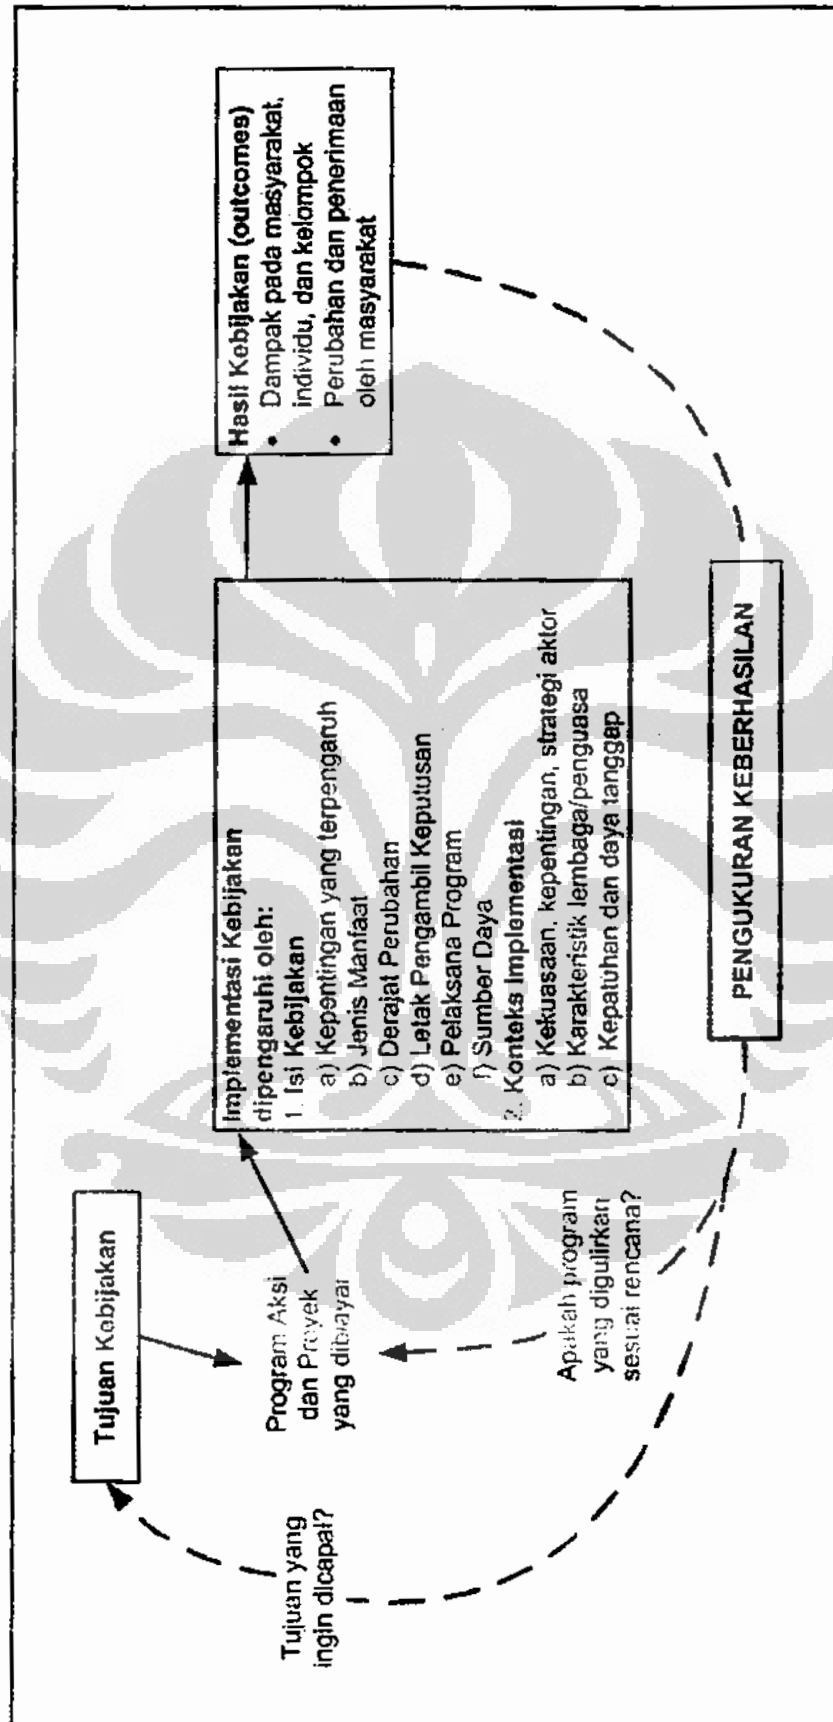 Tujuan Kebijakan
Tujuan yang
ingin dicapai?
Program Aksi
dan Proyek
yang dibiayai
Apakah program
yang digulirkan
sesuai rencana?
Implementasi Kebijakan
dipengaruhi oleh:
1. Isi Kebijakan
a) Kepentingan yang terpengaruh
b) Jenis Manfaat
c) Derajat Perubahan
d) Letak Pengambil Keputusan
e) Pelaksana Program
f) Sumber Daya
2. Konteks Implementasi
a) Kekuasaan, kepentingan, strategi aktor
b) Karakteristik lembaga/penguasa
c) Kepatuhan dan daya tanggap
Hasil Kebijakan (outcomes)
• Dampak pada masyarakat,
individu, dan kelompok
• Perubahan dan penerimaan
oleh masyarakat
PENGUKURAN KEBERHASILAN